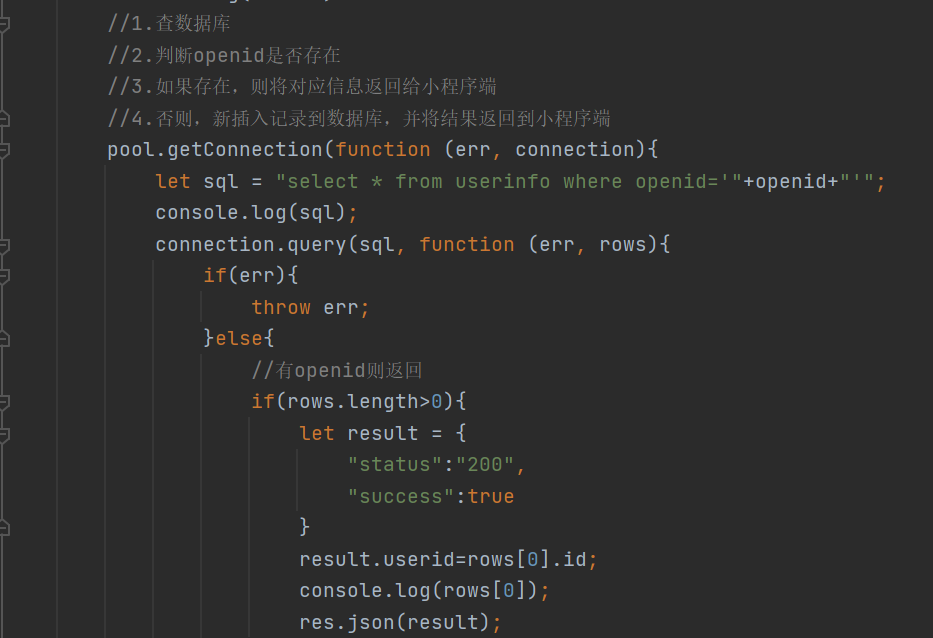 //1.查数据库
//2.判断openid是否存在
//3.如果存在，则将对应信息返回给小程序端
//4.否则，新插入记录到数据库，并将结果返回到小程序端
pool.getConnection(function (err, connection){
let sql = "select * from userinfo where openid='"+openid+"'";
console.log(sql);
connection.query(sql, function (err, rows){
if(err){
throw err;
}else{
//有openid则返回
if(rows.length>0){
let result = {
"status":"200",
"success":true
}
result.userid=rows[0].id;
console.log(rows[0]);
res.json(result);